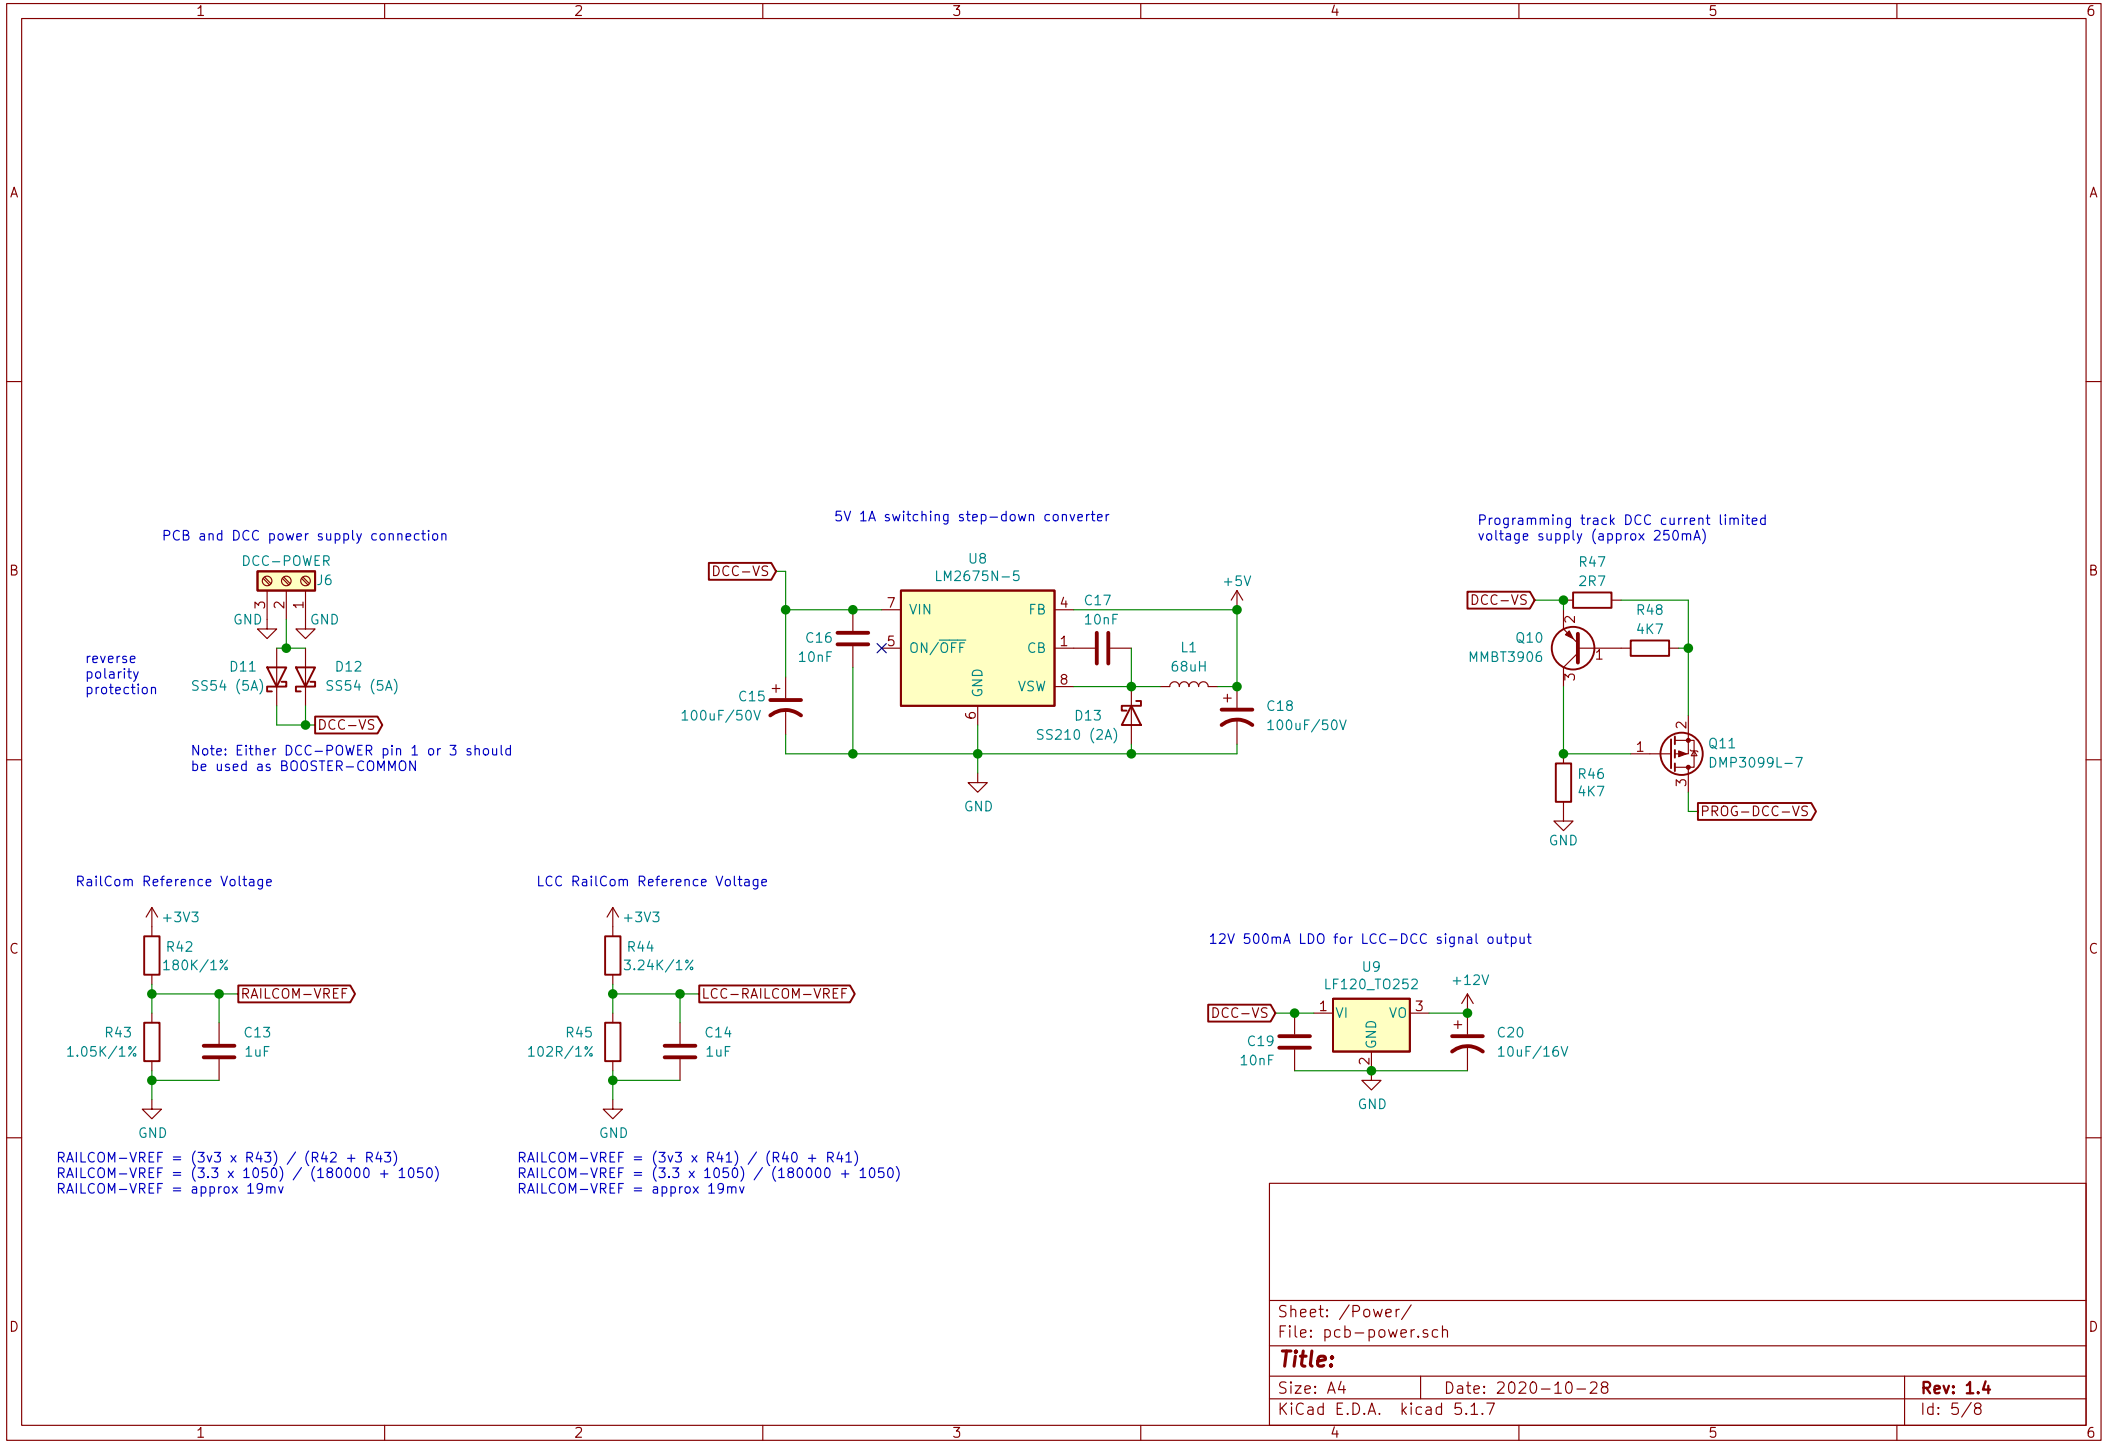 1 2 3 4 5 6
A A
B B
C C
D D
1 2 3 4 5 6
PCB and DCC power supply connection
DCC-POWER
J6
3 2 1
GND GND
reverse
polarity
protection
D11
SS54 (5A)
D12
SS54 (5A)
DCC-VS
Note: Either DCC-POWER pin 1 or 3 should
be used as BOOSTER-COMMON
5V 1A switching step-down converter
DCC-VS
U8
LM2675N-5
7 VIN
5 ON/OFF
GND
6
FB 4
CB 1
VSW 8
C16
10nF
C15
100uF/50V
+
C17
10nF
+5V
L1
68uH
D13
SS210 (2A)
+
C18
100uF/50V
GND
Programming track DCC current limited
voltage supply (approx 250mA)
R47
2R7
DCC-VS
R48
4K7
Q10
MMBT3906
2
1
3
Q11
DMP3099L-7
2
1
3
R46
4K7
GND
PROG-DCC-VS
RailCom Reference Voltage
+3V3
R42
180K/1%
RAILCOM-VREF
R43
1.05K/1%
C13
1uF
GND
RAILCOM-VREF = (3v3 x R43) / (R42 + R43)
RAILCOM-VREF = (3.3 x 1050) / (180000 + 1050)
RAILCOM-VREF = approx 19mv
LCC RailCom Reference Voltage
+3V3
R44
3.24K/1%
LCC-RAILCOM-VREF
R45
102R/1%
C14
1uF
GND
RAILCOM-VREF = (3v3 x R41) / (R40 + R41)
RAILCOM-VREF = (3.3 x 1050) / (180000 + 1050)
RAILCOM-VREF = approx 19mv
12V 500mA LDO for LCC-DCC signal output
U9
LF120_TO252
+12V
DCC-VS
1 VI VO 3
GND
2
C19
10nF
+
C20
10uF/16V
GND
Sheet: /Power/
File: pcb-power.sch
Title:
Size: A4 Date: 2020-10-28 Rev: 1.4
KiCad E.D.A. kicad 5.1.7 Id: 5/8